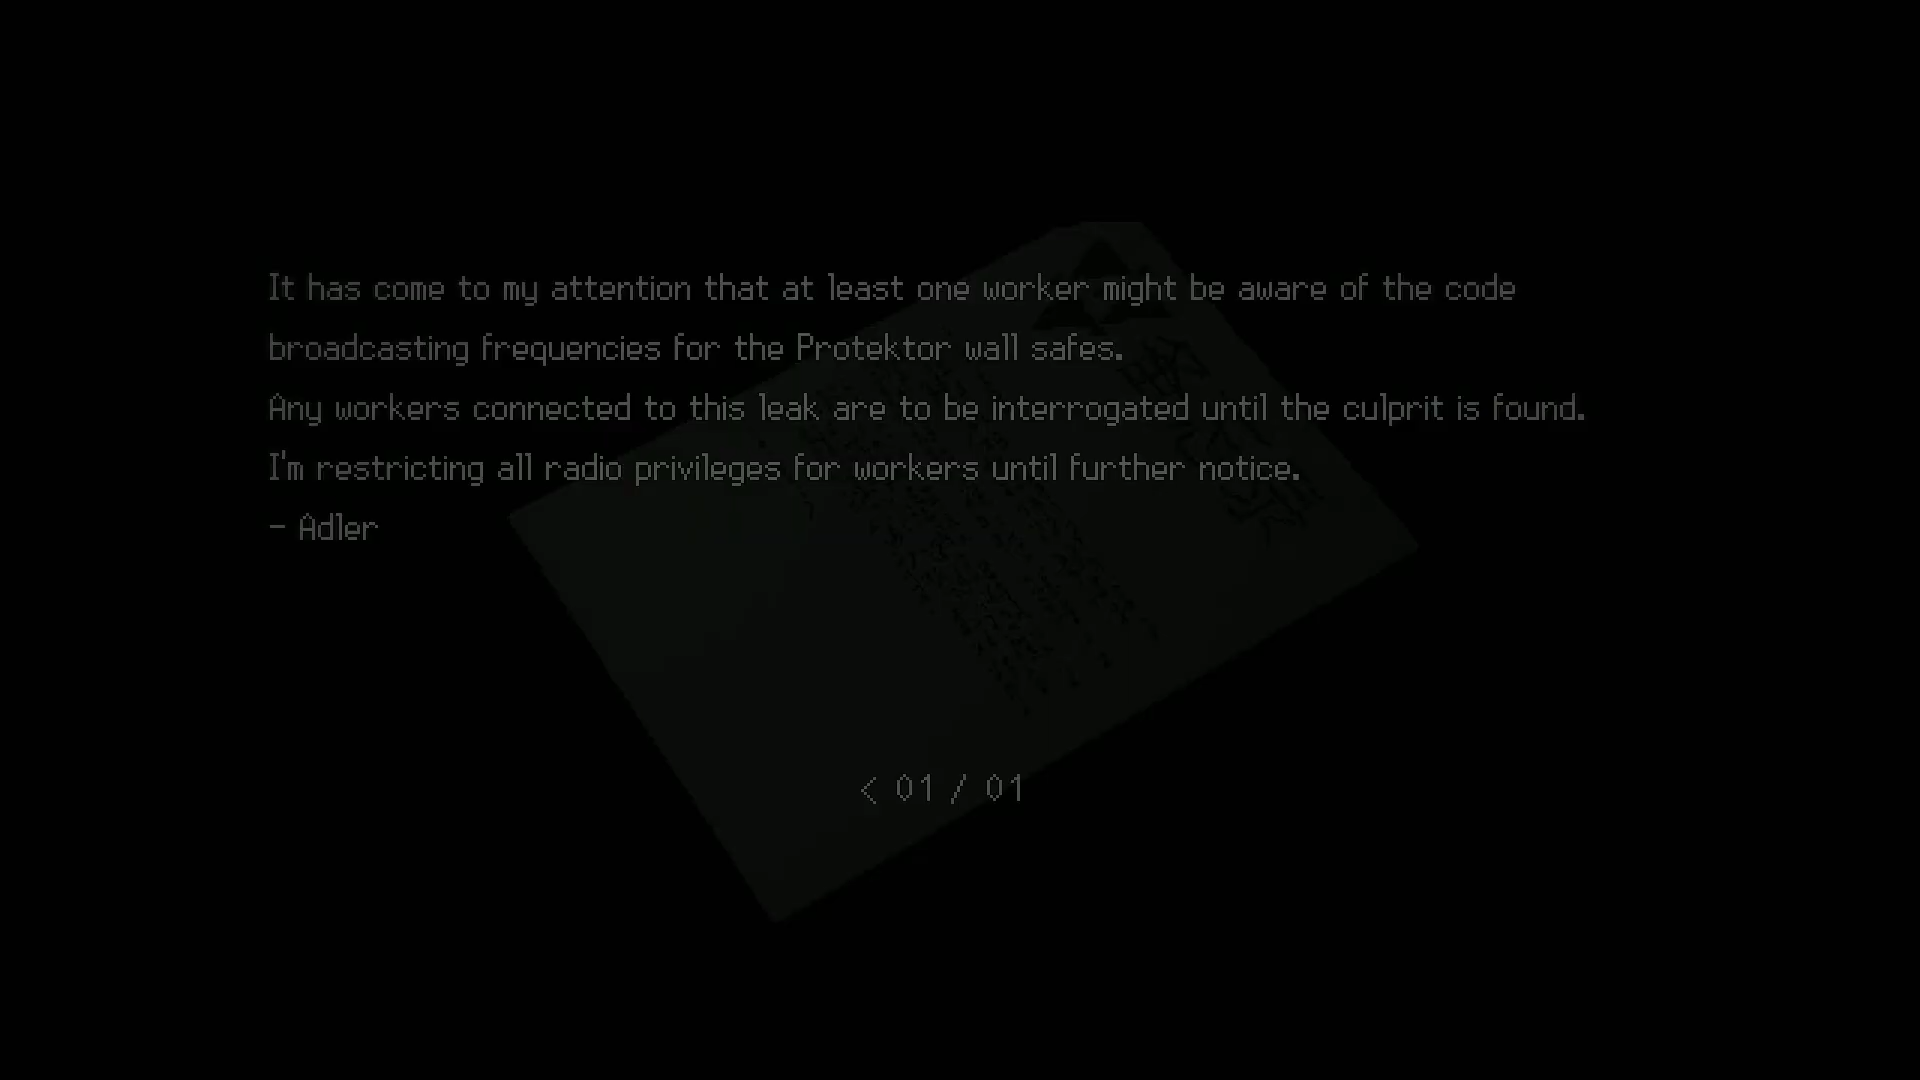 It has come to my attention that at least one worker might be aware of the code
broadcasting frequencies for the Protektor wall safes.
Any workers connected to this leak are to be interrogated until the culprit is found.
I'm restricting all radio privileges for workers until further notice.
- Adler
< 01 / 01